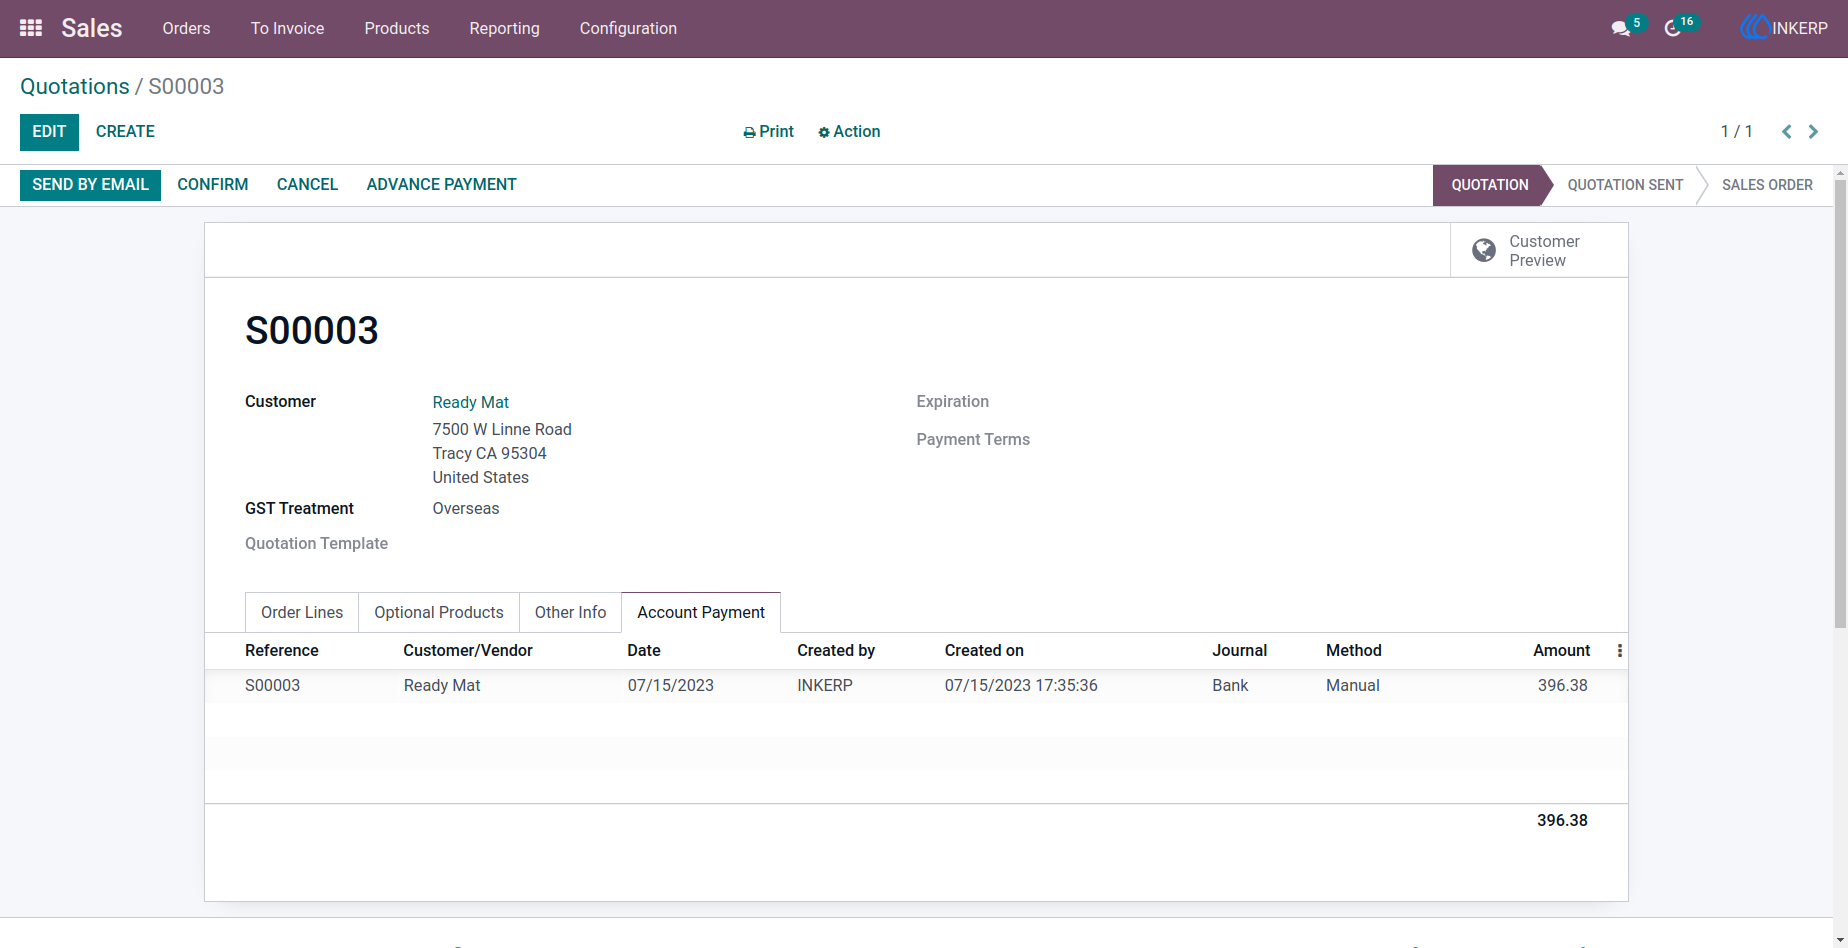 Sales Orders To Invoice Products Reporting Configuration 5 16 INKERP
Quotations / S00003
EDIT CREATE Print Action 1 / 1
SEND BY EMAIL CONFIRM CANCEL ADVANCE PAYMENT QUOTATION QUOTATION SENT SALES ORDER
Customer
Preview
S00003
Customer Ready Mat Expiration
7500 W Linne Road
Payment Terms
Tracy CA 95304
United States
GST Treatment Overseas
Quotation Template
Order Lines Optional Products Other Info Account Payment
Reference Customer/Vendor Date Created by Created on Journal Method Amount
S00003 Ready Mat 07/15/2023 INKERP 07/15/2023 17:35:36 Bank Manual 396.38
396.38